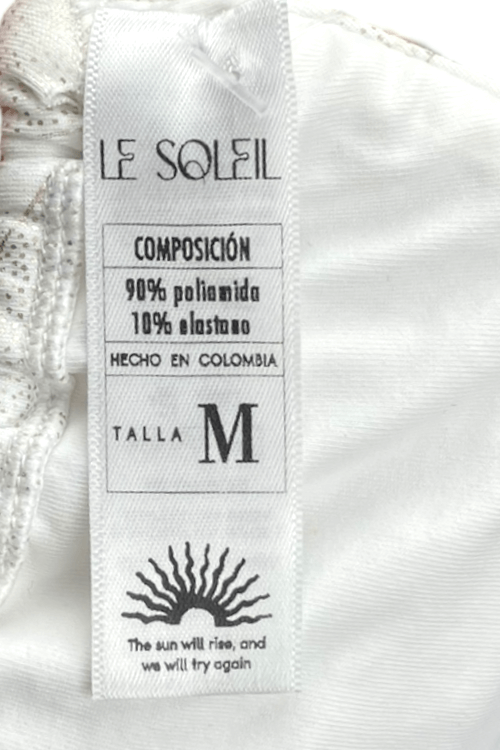 LE SOLEIL
COMPOSICIÓN
90% poliamida
10% elastano
HECHO EN COLOMBIA
TALLA M
The sun will rise, and
we will try again